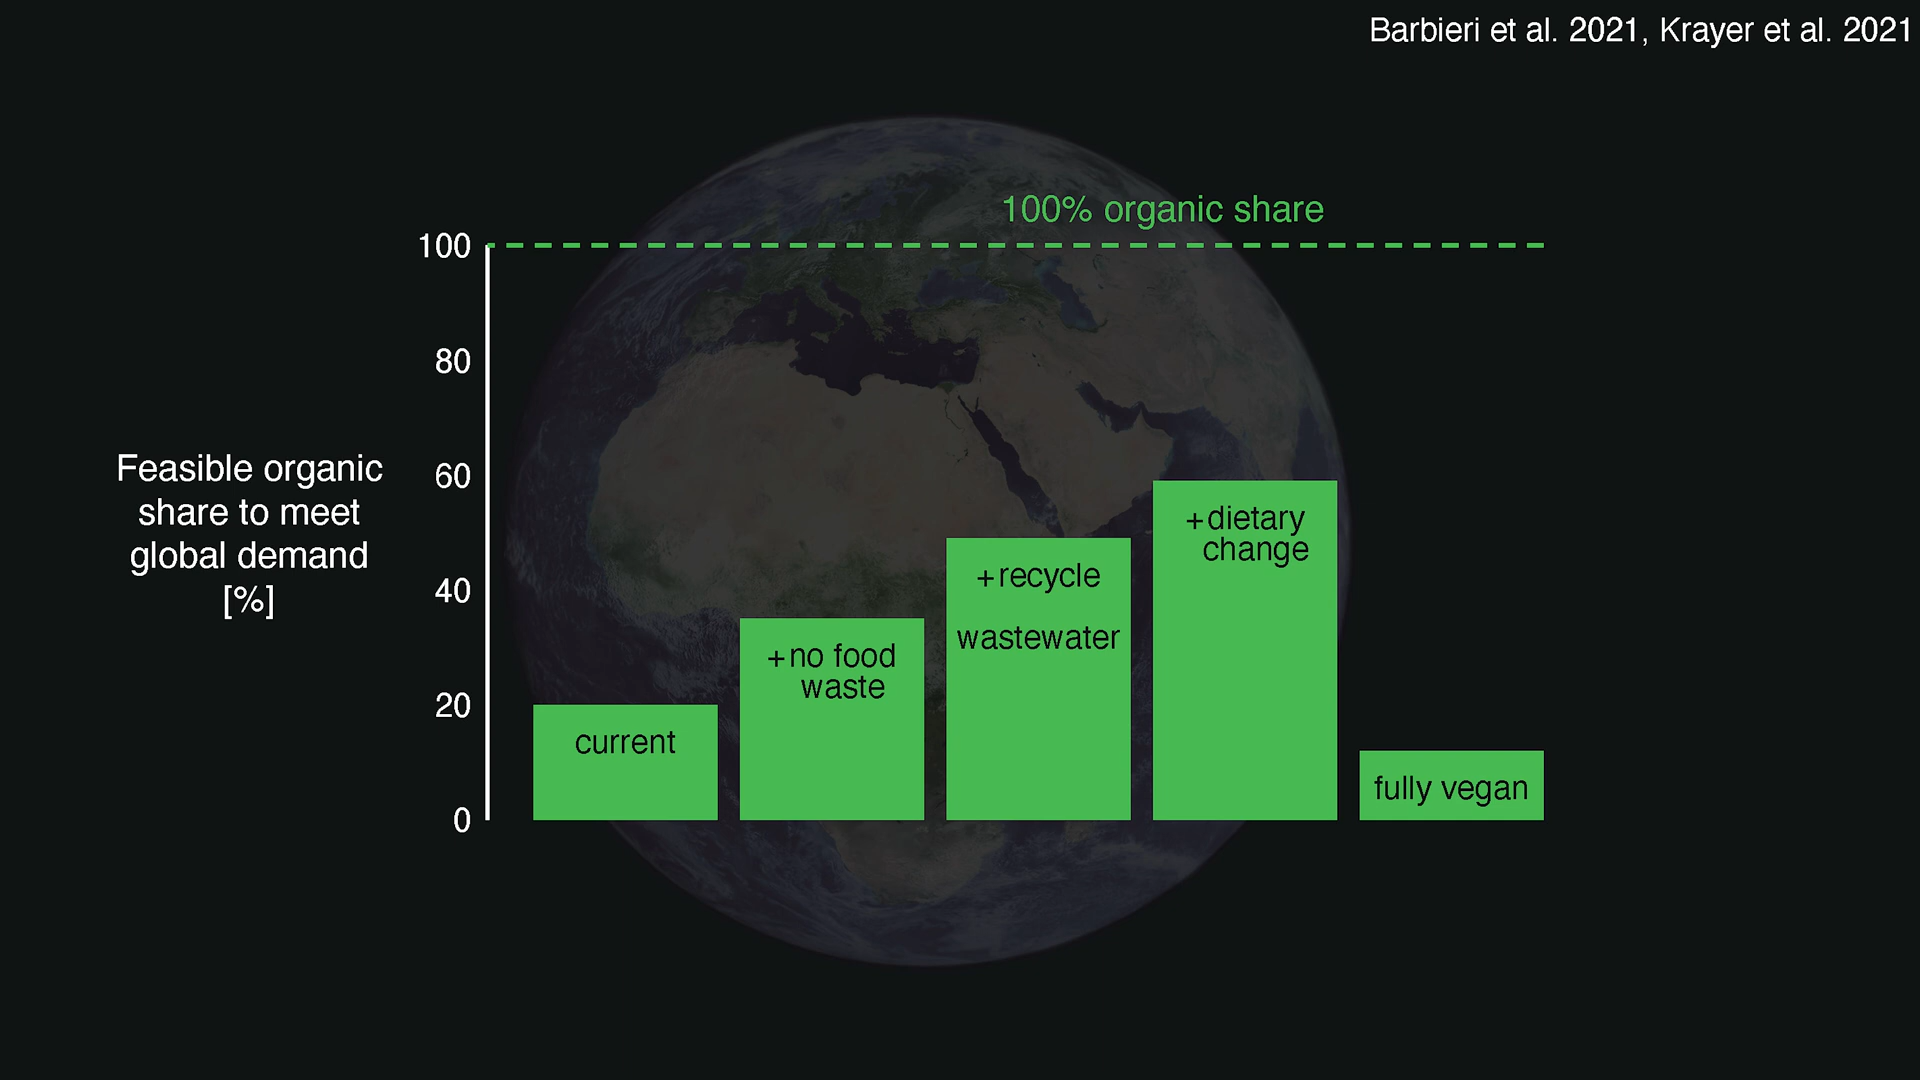 Barbieri et al. 2021, Krayer et al. 2021
100% organic share
100
80
60
40
20
0
Feasible organic
share to meet
global demand
[%]
current
+no food
waste
+recycle
wastewater
+dietary
change
fully vegan